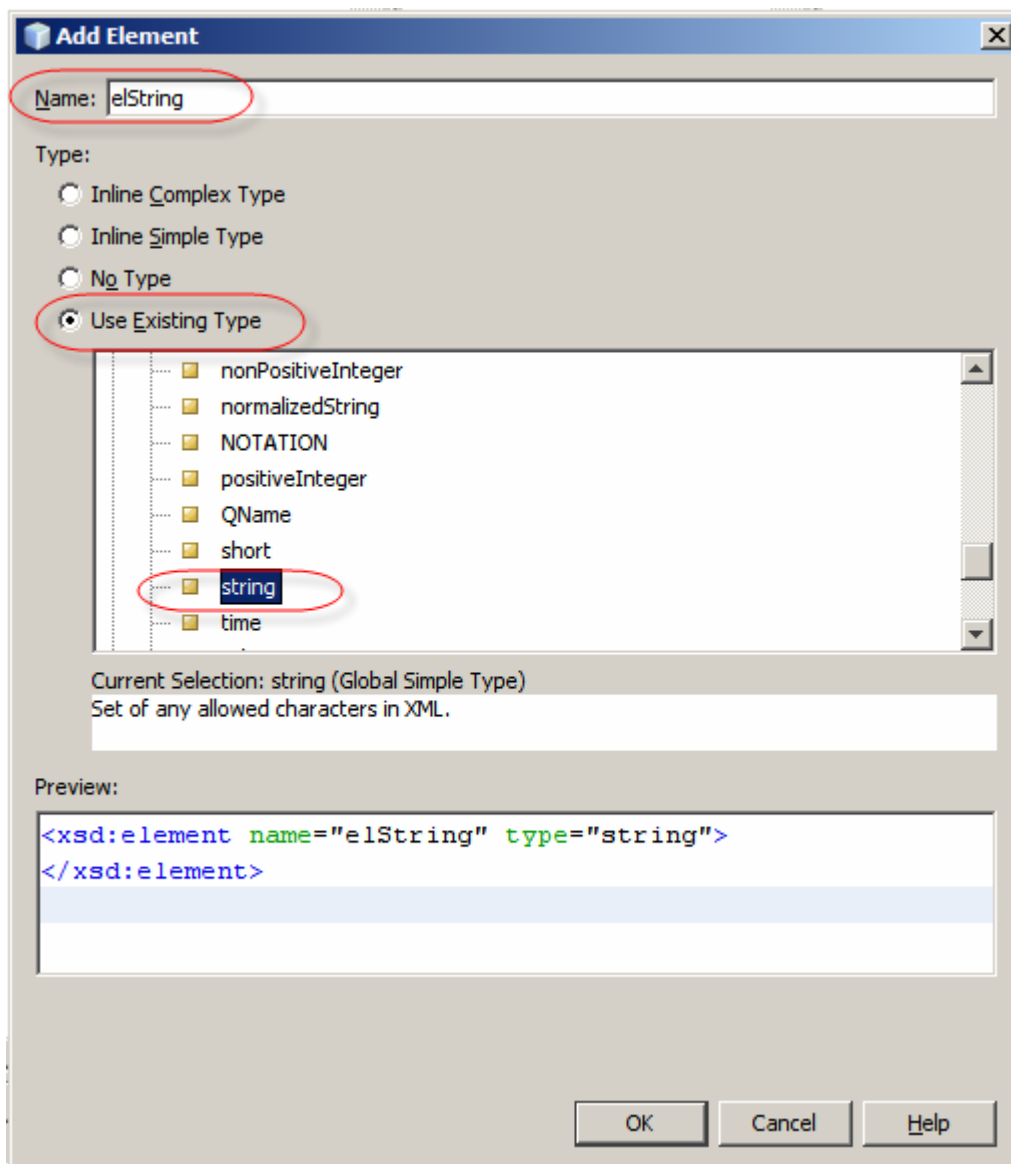 Add Element
Name: elString
Type:
Inline Complex Type
Inline Simple Type
No Type
Use Existing Type
nonPositiveInteger
normalizedString
NOTATION
positiveInteger
QName
short
string
time
Current Selection: string (Global Simple Type)
Set of any allowed characters in XML.
Preview:
<xsd:element name="elString" type="string">
</xsd:element>
OK Cancel Help